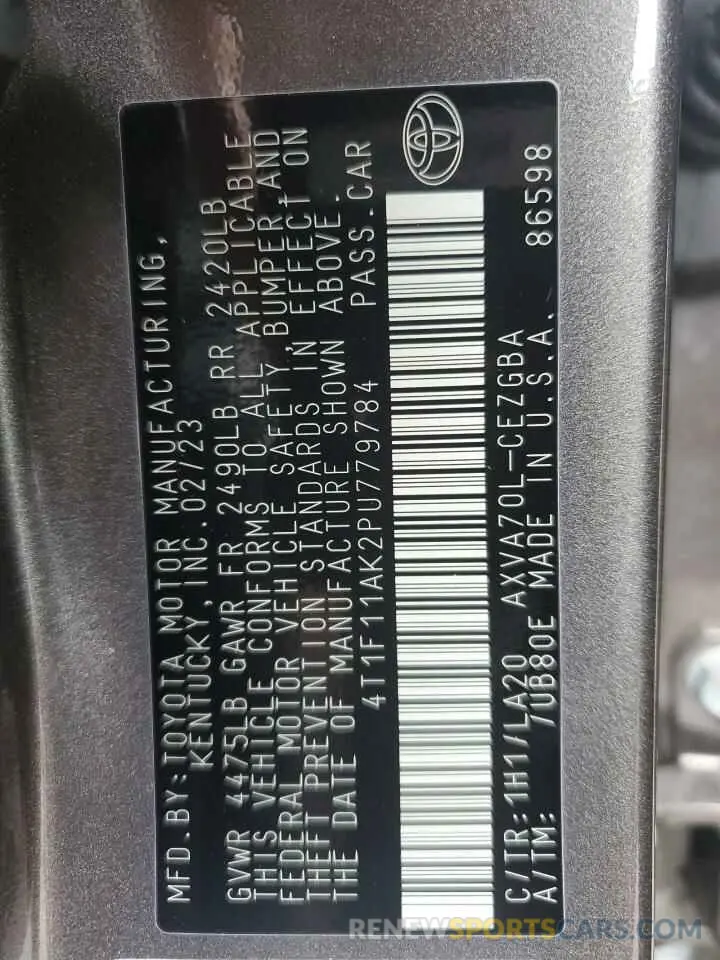 MFD. BY: TOYOTA MOTOR MANUFACTURING,
KENTUCKY, INC. 02/23
GVWR 4475LB GAWR FR 2490LB RR 2420LB
THIS VEHICLE CONFORMS TO ALL APPLICABLE
FEDERAL MOTOR VEHICLE SAFETY, BUMPER, AND
THEFT PREVENTION STANDARDS IN EFFECT ON
THE DATE OF MANUFACTURE SHOWN ABOVE.
4T1F11AK2PU779784 PASS. CAR
C/TR: 1H1/LA20 AXVA70L-CEZGBA 86598
A/TM: /UB80E MADE IN U.S.A.
RENEWSPORTSCARS.COM